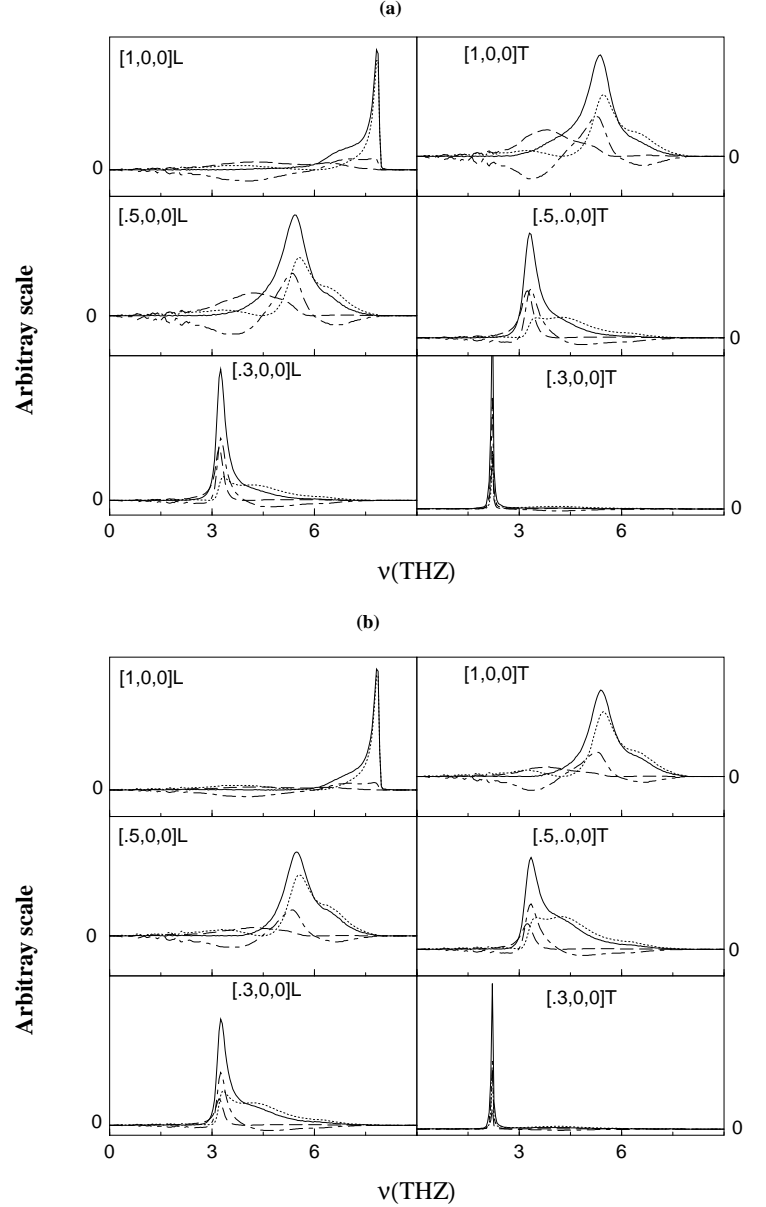 (a)
[1,0,0]L
[1,0,0]T
0
0
[.5,0,0]L
[.5,.0,0]T
0
0
[.3,0,0]L
[.3,0,0]T
0
0
Arbitray scale
0 3 6 3 6
ν(THZ)
(b)
[1,0,0]L
[1,0,0]T
0
0
[.5,0,0]L
[.5,.0,0]T
0
0
[.3,0,0]L
[.3,0,0]T
0
0
Arbitray scale
0 3 6 3 6
ν(THZ)